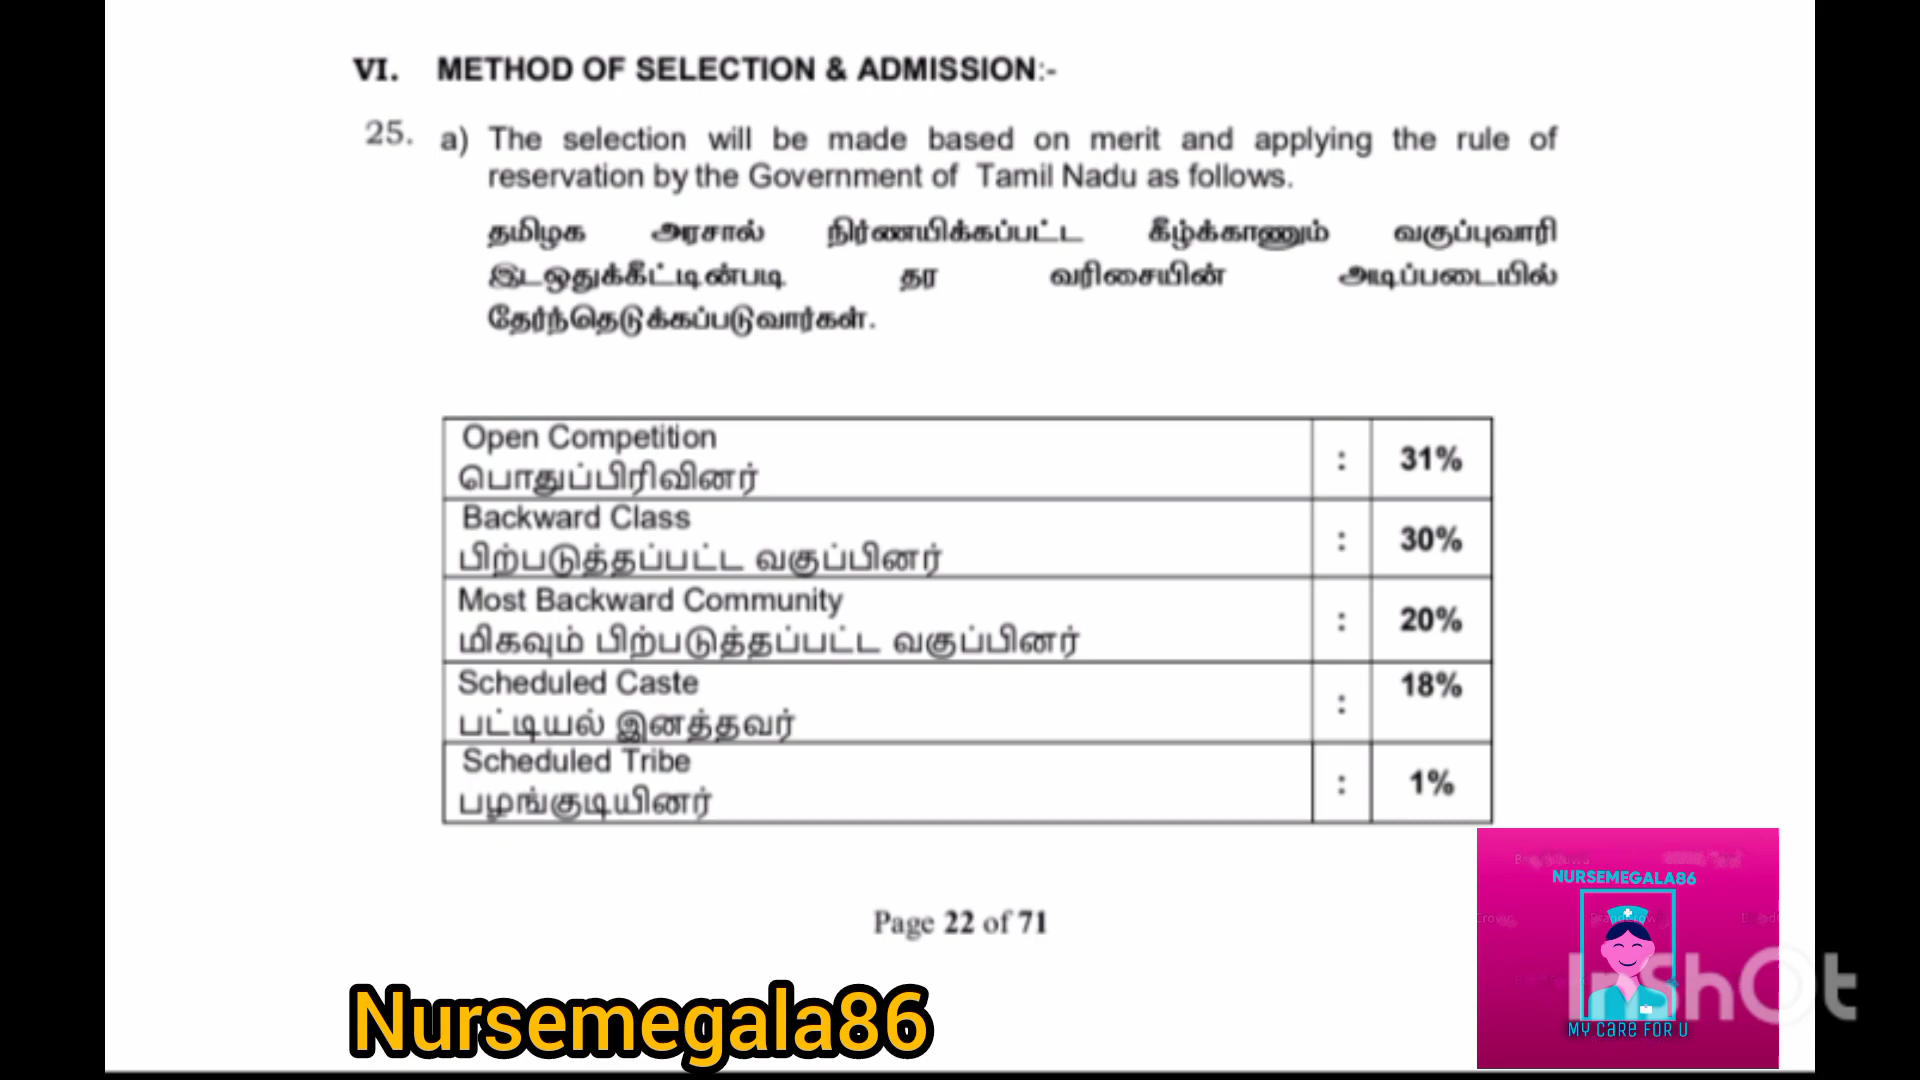 VI. METHOD OF SELECTION & ADMISSION:-
25. a) The selection will be made based on merit and applying the rule of
reservation by the Government of Tamil Nadu as follows.
தமிழக அரசால் நிர்ணயிக்கப்பட்ட கீழ்க்காணும் வகுப்புவாரி
இடஒதுக்கீட்டின்படி தர வரிசையின் அடிப்படையில்
தேர்ந்தெடுக்கப்படுவார்கள்.
Open Competition
பொதுப்பிரிவினர் : 31%
Backward Class
பிற்படுத்தப்பட்ட வகுப்பினர் : 30%
Most Backward Community
மிகவும் பிற்படுத்தப்பட்ட வகுப்பினர் : 20%
Scheduled Caste
பட்டியல் இனத்தவர் : 18%
Scheduled Tribe
பழங்குடியினர் : 1%
Page 22 of 71
Nursemegala86
NURSEMEGALA86
MY CARE FOR U
InShOt